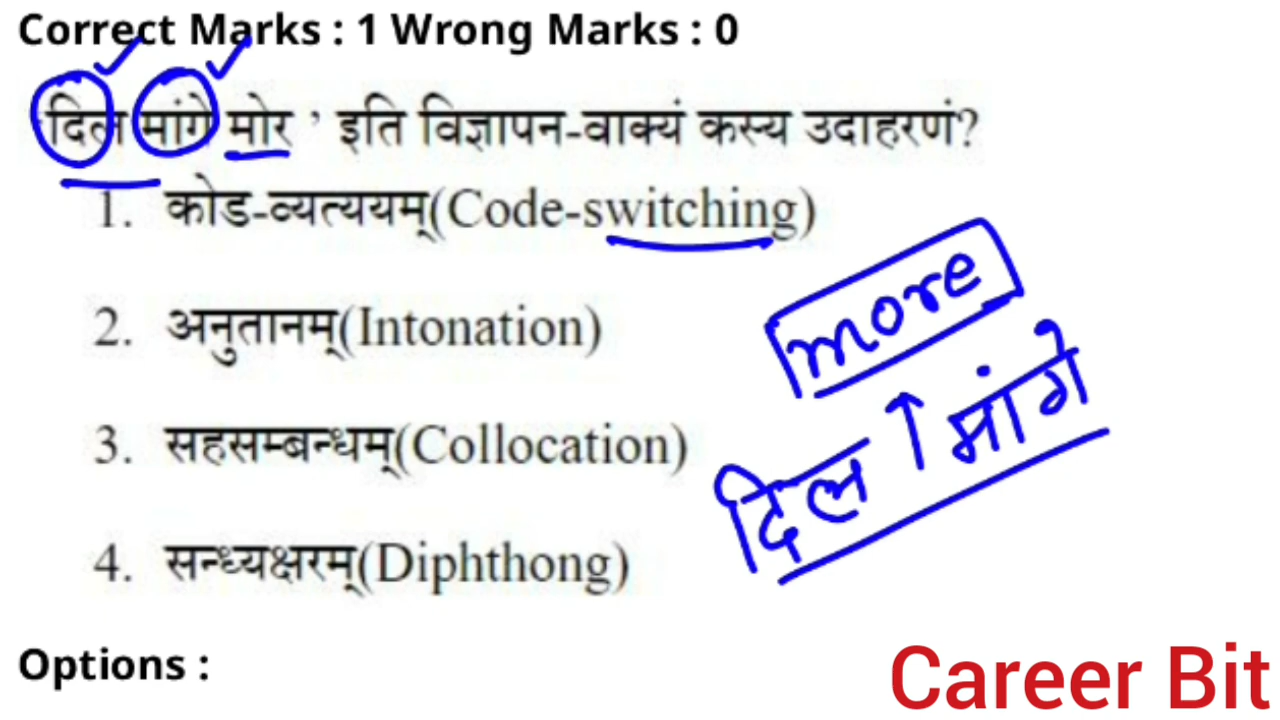 Correct Marks : 1 Wrong Marks : 0
दिल मांगे मोर ’ इति विज्ञापन-वाक्यं कस्य उदाहरणं?
1. कोड-व्यत्ययम्(Code-switching)
2. अनुतानम्(Intonation)
3. सहसम्बन्धम्(Collocation)
4. सन्ध्यक्षरम्(Diphthong)
more
दिल मांगे
Options :
Career Bit